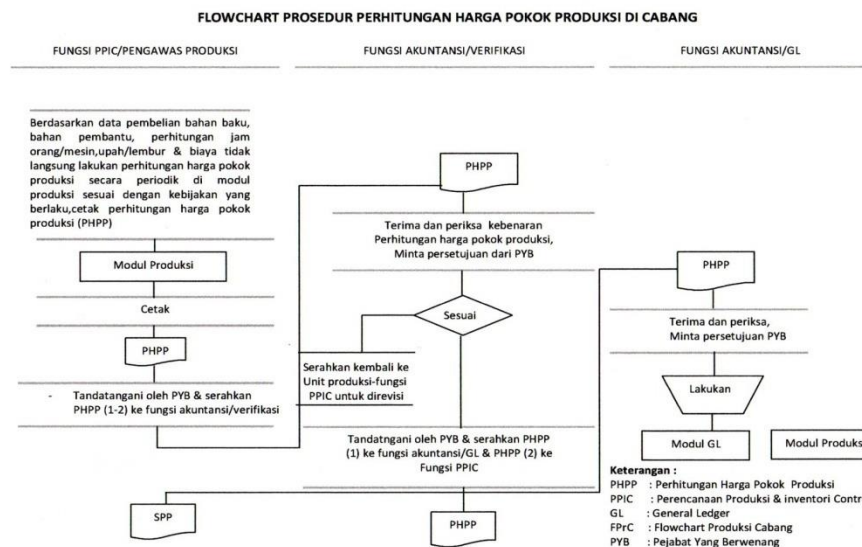 FLOWCHART PROSEDUR PERHITUNGAN HARGA POKOK PRODUKSI DI CABANG
FUNGSI PPIC/PENGAWAS PRODUKSI
Berdasarkan data pembelian bahan baku,
bahan pembantu, perhitungan jam
orang/mesin,upah/lembur & biaya tidak
langsung lakukan perhitungan harga pokok
produksi secara periodik di modul
produksi sesuai dengan kebijakan yang
berlaku,cetak perhitungan harga pokok
produksi (PHPP)
Modul Produksi
Cetak
PHPP
- Tandatangani oleh PYB & serahkan
PHPP (1-2) ke fungsi akuntansi/verifikasi
FUNGSI AKUNTANSI/VERIFIKASI
PHPP
Terima dan periksa kebenaran
Perhitungan harga pokok produksi,
Minta persetujuan dari PYB
Sesuai
Serahkan kembali ke
Unit produksi-fungsi
PPIC untuk direvisi
Tandatngani oleh PYB & serahkan PHPP
(1) ke fungsi akuntansi/GL & PHPP (2) ke
Fungsi PPIC
SPP
PHPP
FUNGSI AKUNTANSI/GL
PHPP
Terima dan periksa,
Minta persetujuan PYB
Lakukan
Modul GL
Modul Produks
Keterangan :
PHPP : Perhitungan Harga Pokok Produksi
PPIC : Perencanaan Produksi & inventori Contr
GL : General Ledger
FPrC : Flowchart Produksi Cabang
PYB : Pejabat Yang Berwenang